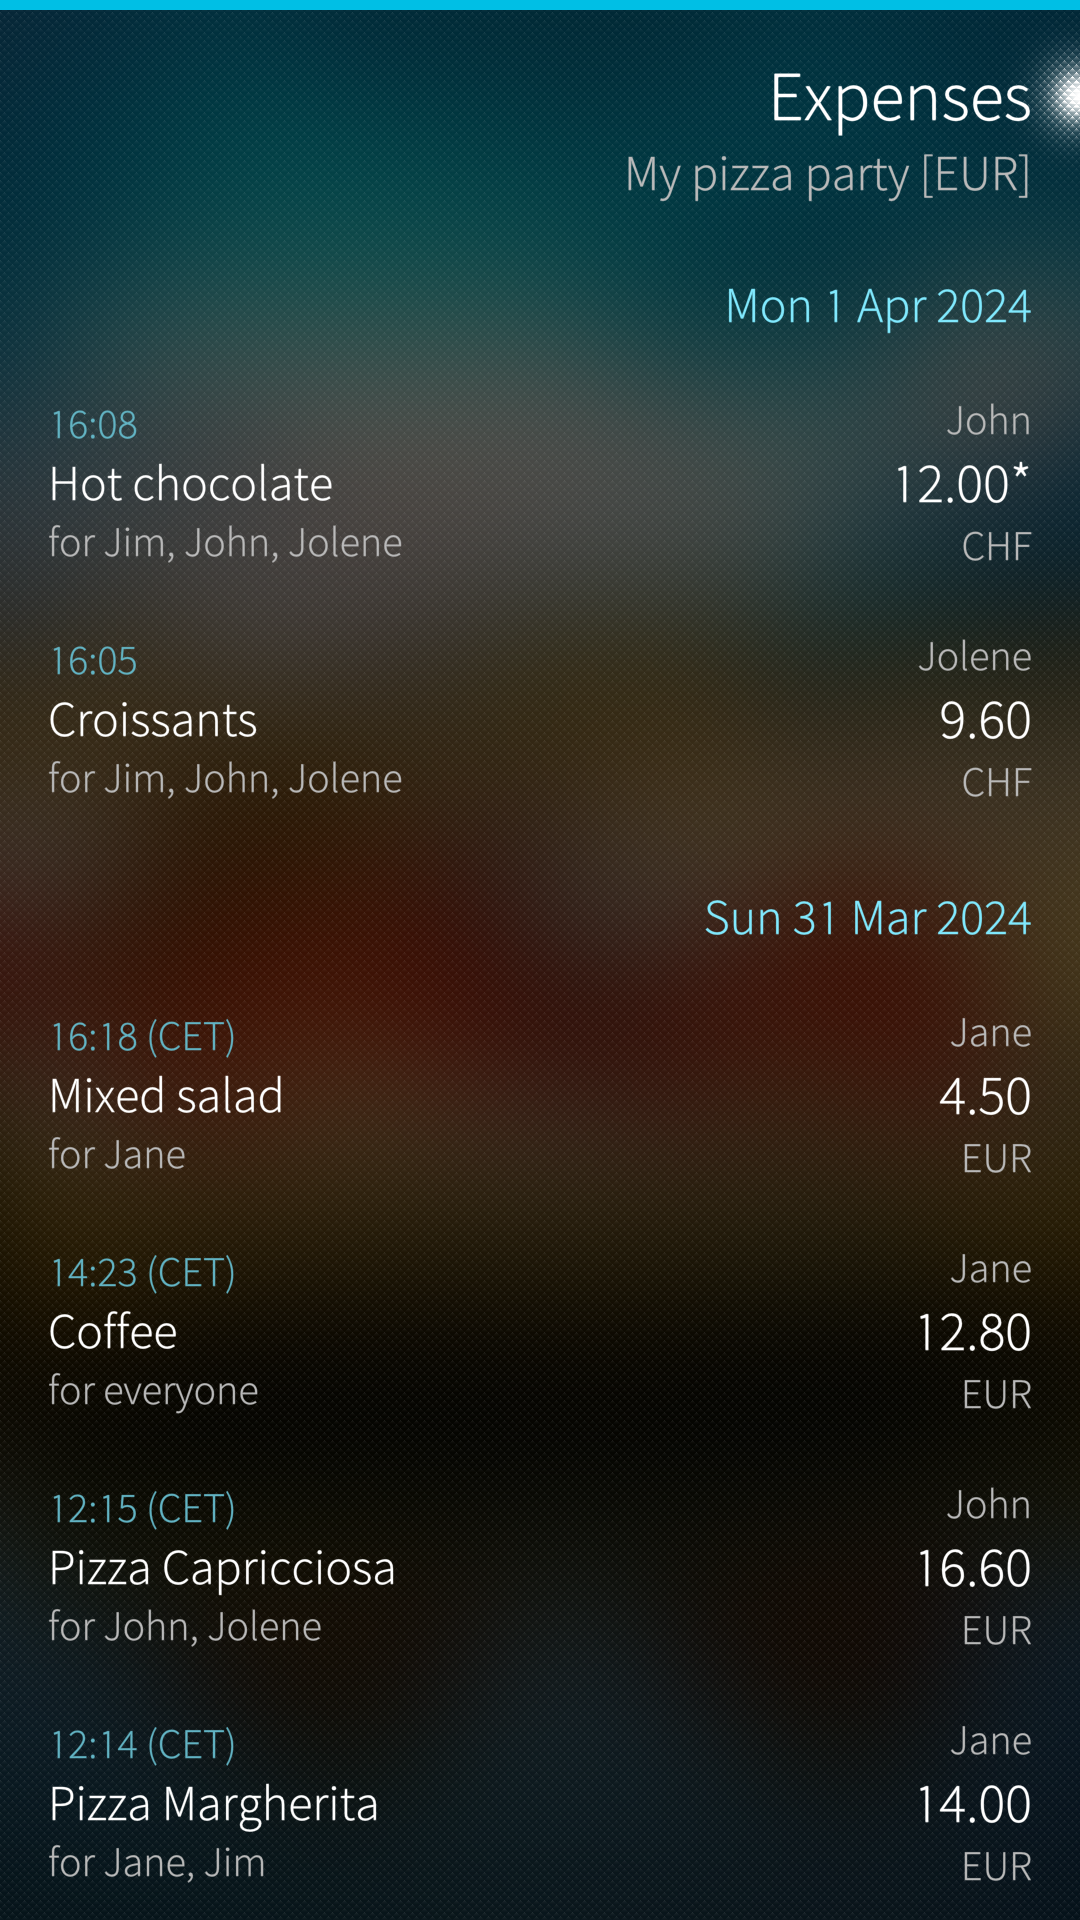 Expenses
My pizza party [EUR]
Mon 1 Apr 2024
16:08
John
Hot chocolate
12.00*
for Jim, John, Jolene
CHF
16:05
Jolene
Croissants
9.60
for Jim, John, Jolene
CHF
Sun 31 Mar 2024
16:18 (CET)
Jane
Mixed salad
4.50
for Jane
EUR
14:23 (CET)
Jane
Coffee
12.80
for everyone
EUR
12:15 (CET)
John
Pizza Capricciosa
16.60
for John, Jolene
EUR
12:14 (CET)
Jane
Pizza Margherita
14.00
for Jane, Jim
EUR